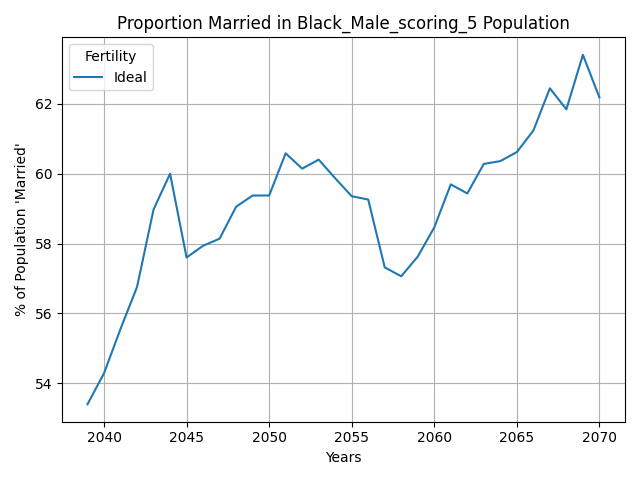 Proportion Married in Black_Male_scoring_5 Population
Fertility
Ideal
% of Population 'Married'
62
60
58
56
54
2040 2045 2050 2055 2060 2065 2070
Years